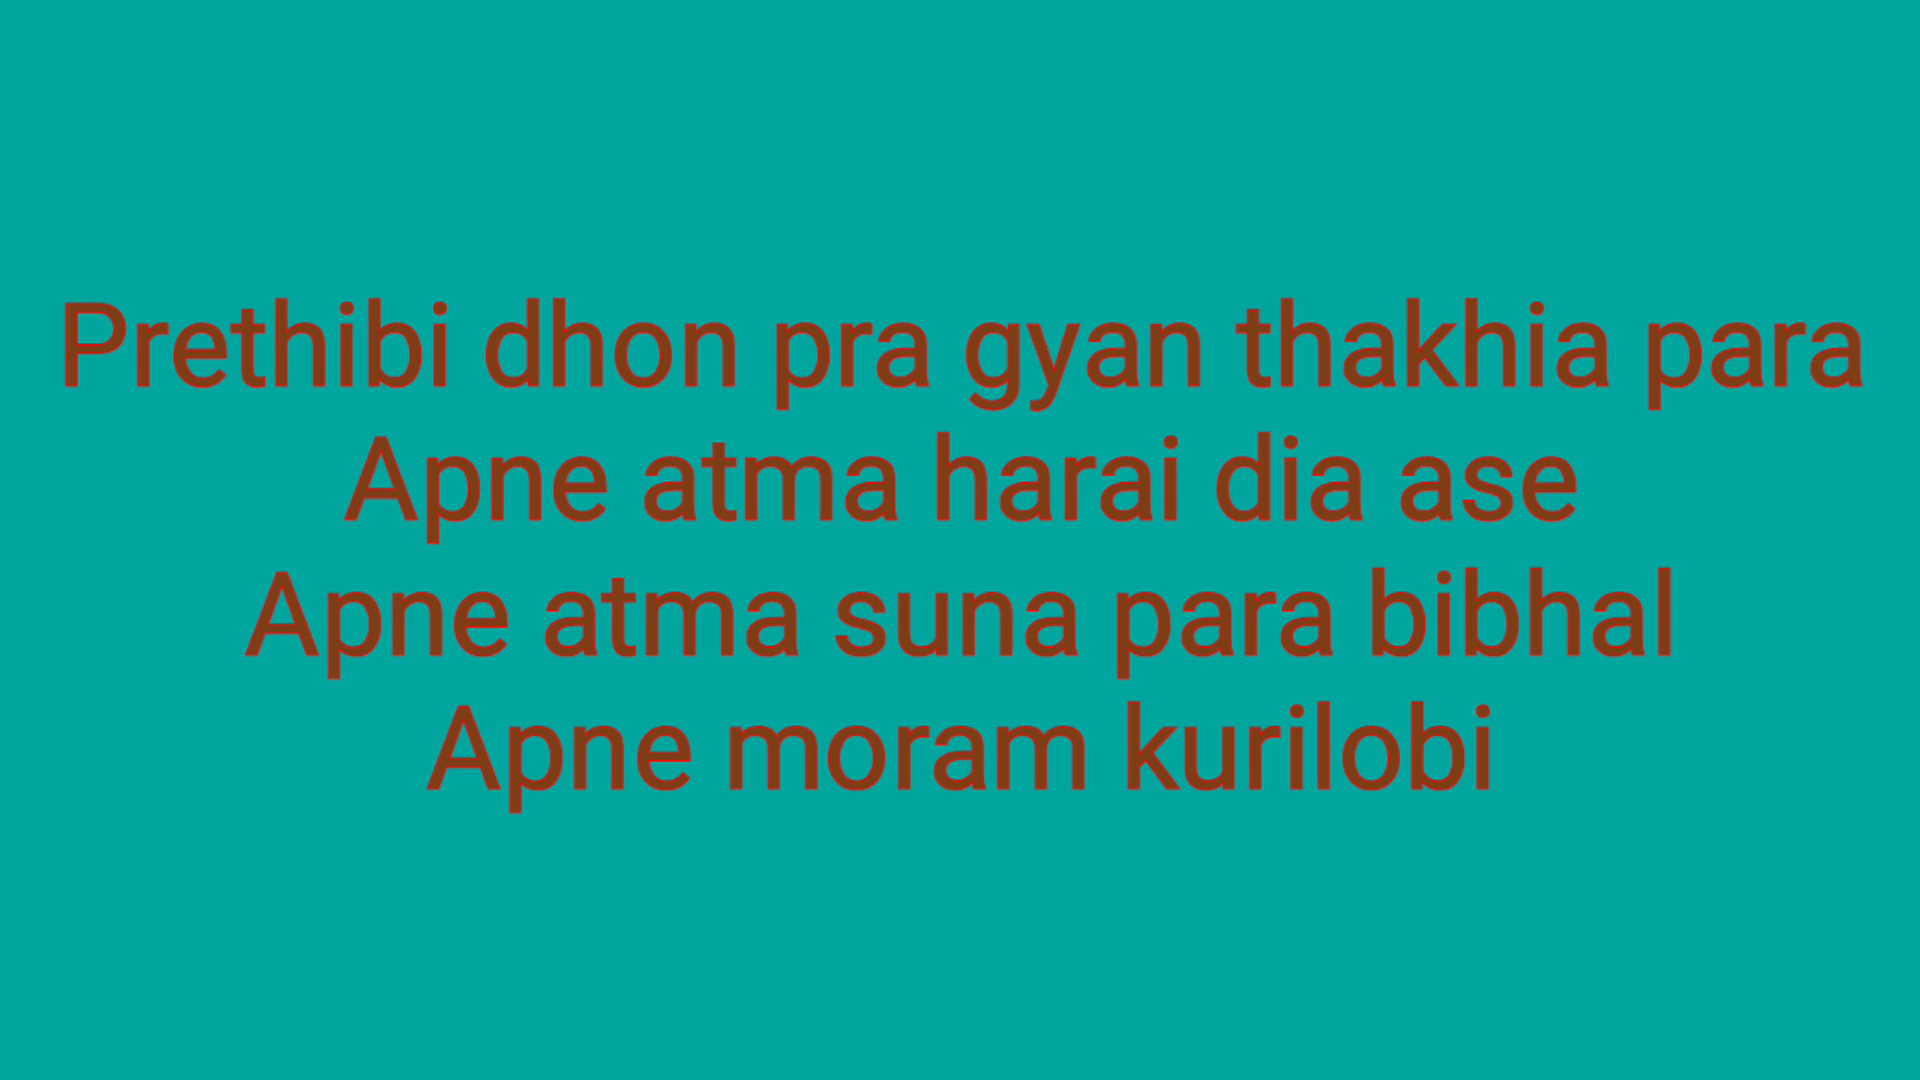 Prethibi dhon pra gyan thakhia para
Apne atma harai dia ase
Apne atma suna para bibhal
Apne moram kurilobi